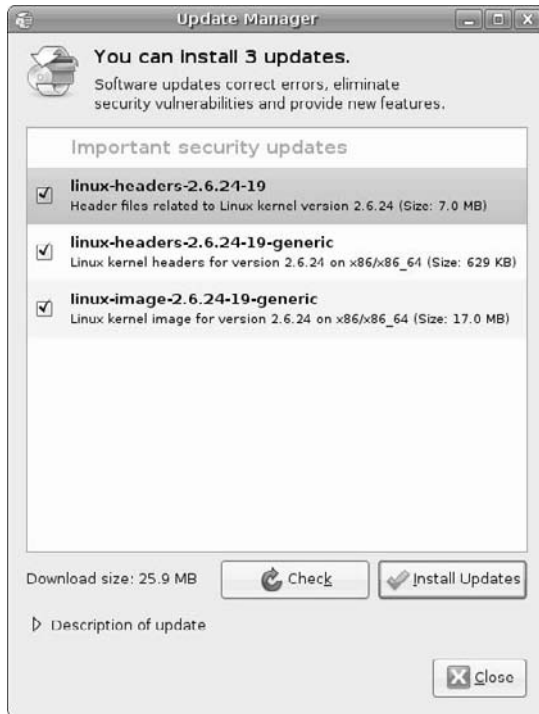 Update Manager
You can install 3 updates.
Software updates correct errors, eliminate
security vulnerabilities and provide new features.
Important security updates
linux-headers-2.6.24-19
Header files related to Linux kernel version 2.6.24 (Size: 7.0 MB)
linux-headers-2.6.24-19-generic
Linux kernel headers for version 2.6.24 on x86/x86_64 (Size: 629 KB)
linux-image-2.6.24-19-generic
Linux kernel image for version 2.6.24 on x86/x86_64 (Size: 17.0 MB)
Download size: 25.9 MB
Check
Install Updates
Description of update
Close